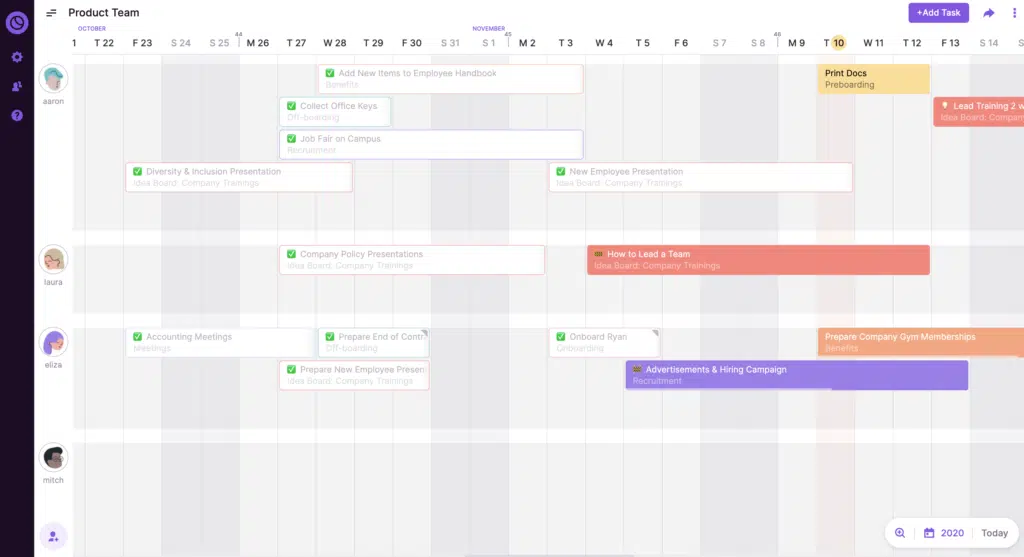 Product Team
+Add Task
OCTOBER
NOVEMBER
1 T 22 F 23 S 24 S 25 44 M 26 T 27 W 28 T 29 F 30 S 31 S 1 45 M 2 T 3 W 4 T 5 F 6 S 7 S 8 46 M 9 T 10 W 11 T 12 F 13 S 14 S
aaron
Add New Items to Employee Handbook
Benefits
Print Docs
Preboarding
Collect Office Keys
Off-boarding
Lead Training 2 w
Idea Board: Compan
Job Fair on Campus
Recruitment
Diversity & Inclusion Presentation
Idea Board: Company Trainings
New Employee Presentation
Idea Board: Company Trainings
laura
Company Policy Presentations
Idea Board: Company Trainings
How to Lead a Team
Idea Board: Company Trainings
eliza
Accounting Meetings
Meetings
Prepare End of Contr
Off-boarding
Onboard Ryan
Onboarding
Prepare Company Gym Memberships
Benefits
Prepare New Employee Presen
Idea Board: Company Trainings
Advertisements & Hiring Campaign
Recruitment
mitch
2020
Today